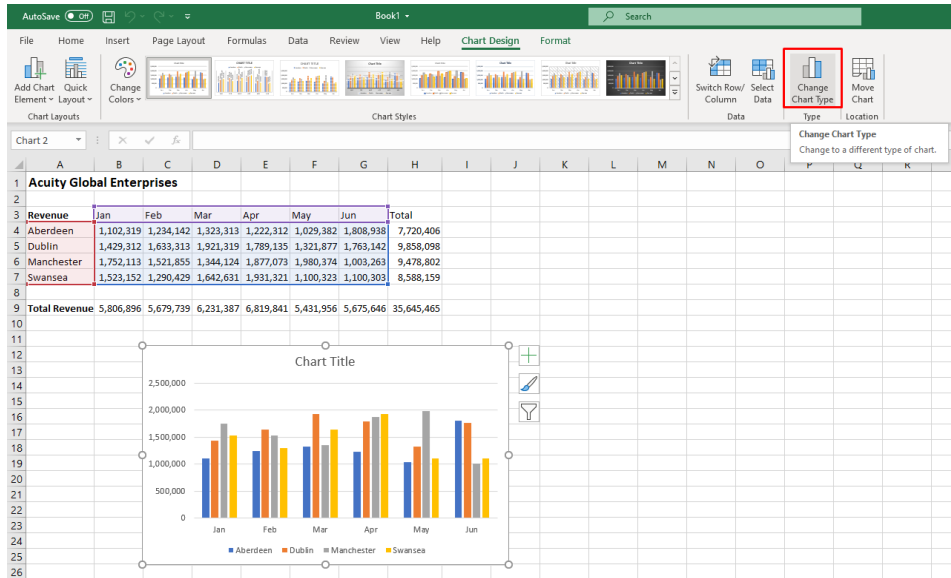 AutoSave Off Book1 Search
File Home Insert Page Layout Formulas Data Review View Help Chart Design Format
Add Chart Element Quick Layout Change Colors Switch Row/ Column Select Data Change Chart Type Move Chart
Chart Layouts Chart Styles Data Type Location
Chart 2 fx
Change Chart Type
Change to a different type of chart.
A B C D E F G H I J K L M N O P Q R
1 Acuity Global Enterprises
2
3 Revenue Jan Feb Mar Apr May Jun Total
4 Aberdeen 1,102,319 1,234,142 1,323,313 1,222,312 1,029,382 1,808,938 7,720,406
5 Dublin 1,429,312 1,633,313 1,921,319 1,789,135 1,321,877 1,763,142 9,858,098
6 Manchester 1,752,113 1,521,855 1,344,124 1,877,073 1,980,374 1,003,263 9,478,802
7 Swansea 1,523,152 1,290,429 1,642,631 1,931,321 1,100,323 1,100,303 8,588,159
8
9 Total Revenue 5,806,896 5,679,739 6,231,387 6,819,841 5,431,956 5,675,646 35,645,465
10
11
12
13
14
15
16
17
18
19
20
21
22
23
24
25
26
Chart Title
2,500,000
2,000,000
1,500,000
1,000,000
500,000
0
Jan Feb Mar Apr May Jun
Aberdeen Dublin Manchester Swansea